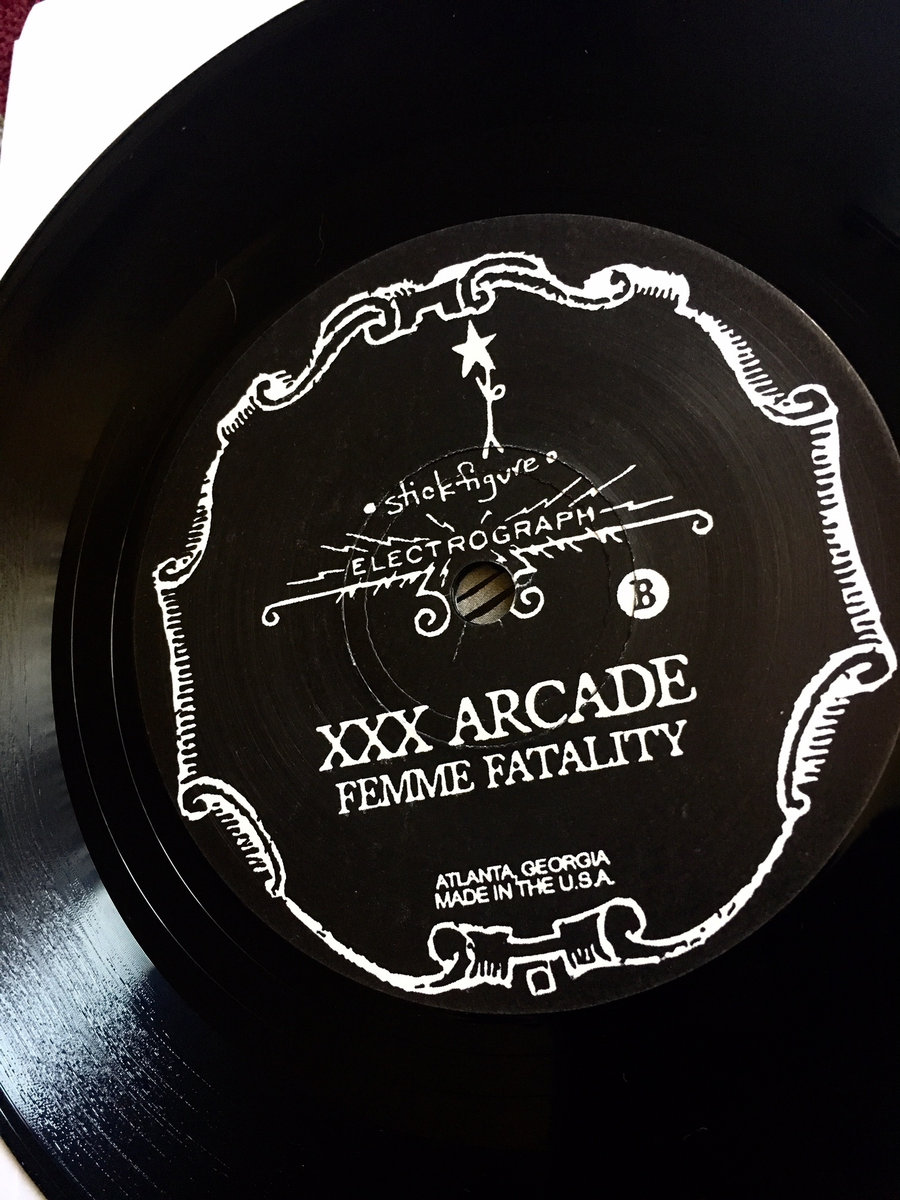 • stickfigure •
ELECTROGRAPH
B
XXX ARCADE
FEMME FATALITY
ATLANTA, GEORGIA
MADE IN THE U.S.A.